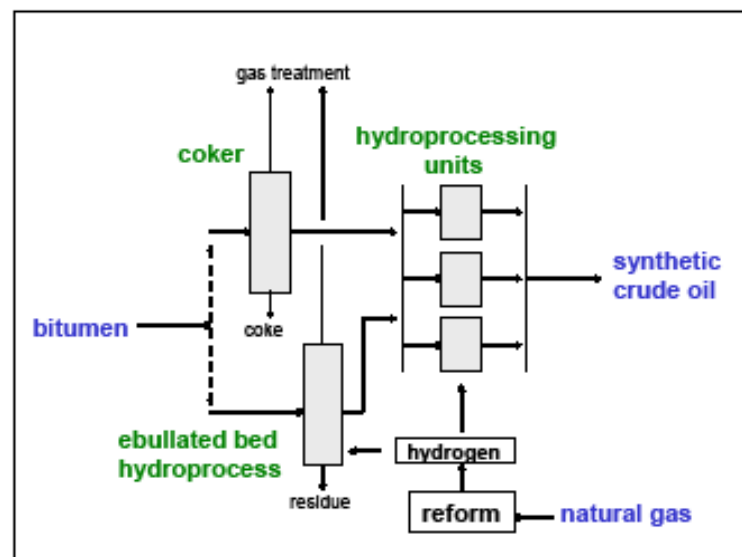 gas treatment
coker
hydroprocessing
units
synthetic
crude oil
bitumen
coke
ebullated bed
hydroprocess
hydrogen
residue
reform
natural gas